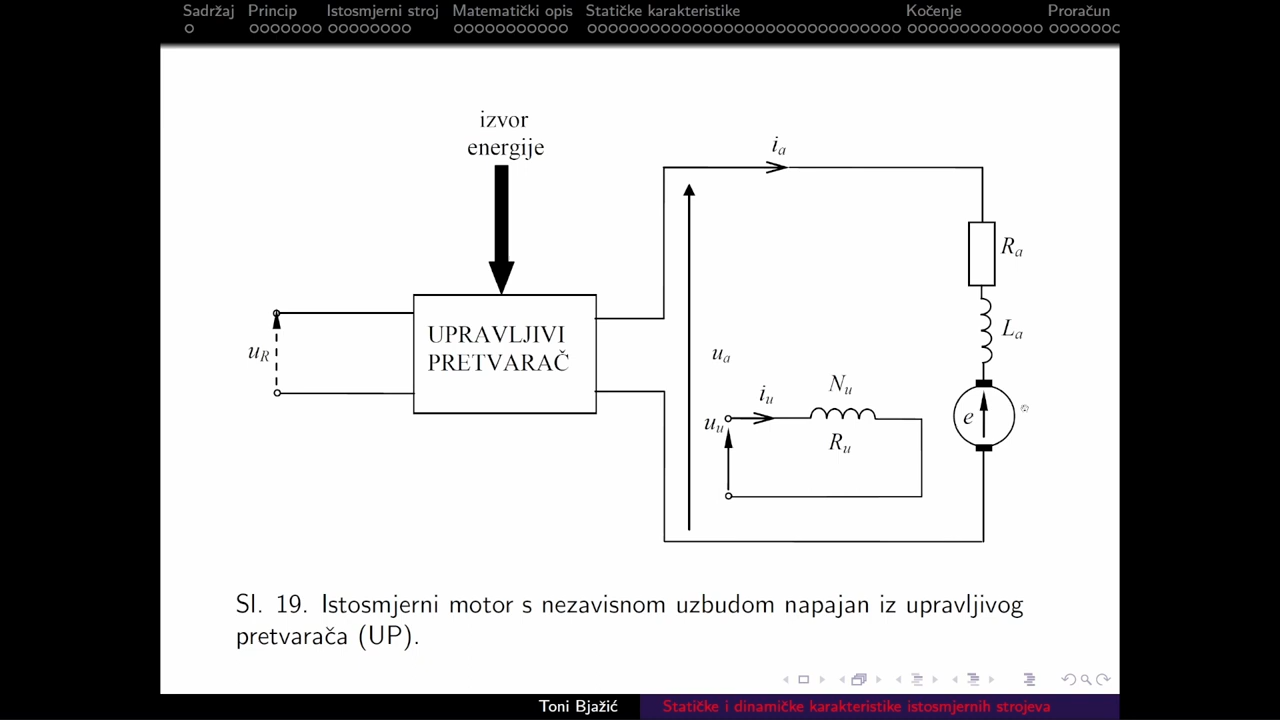 Sadržaj Princip Istosmjerni stroj Matematički opis Statičke karakteristike Kočenje Proračun
izvor
energije
i_a
R_a
UPRAVLJIVI
PRETVARAČ
u_R
L_a
u_a
N_u
i_u
u_u
R_u
e
Sl. 19. Istosmjerni motor s nezavisnom uzbudom napajan iz upravljivog
pretvarača (UP).
Toni Bjažić Statičke i dinamičke karakteristike istosmjernih strojeva